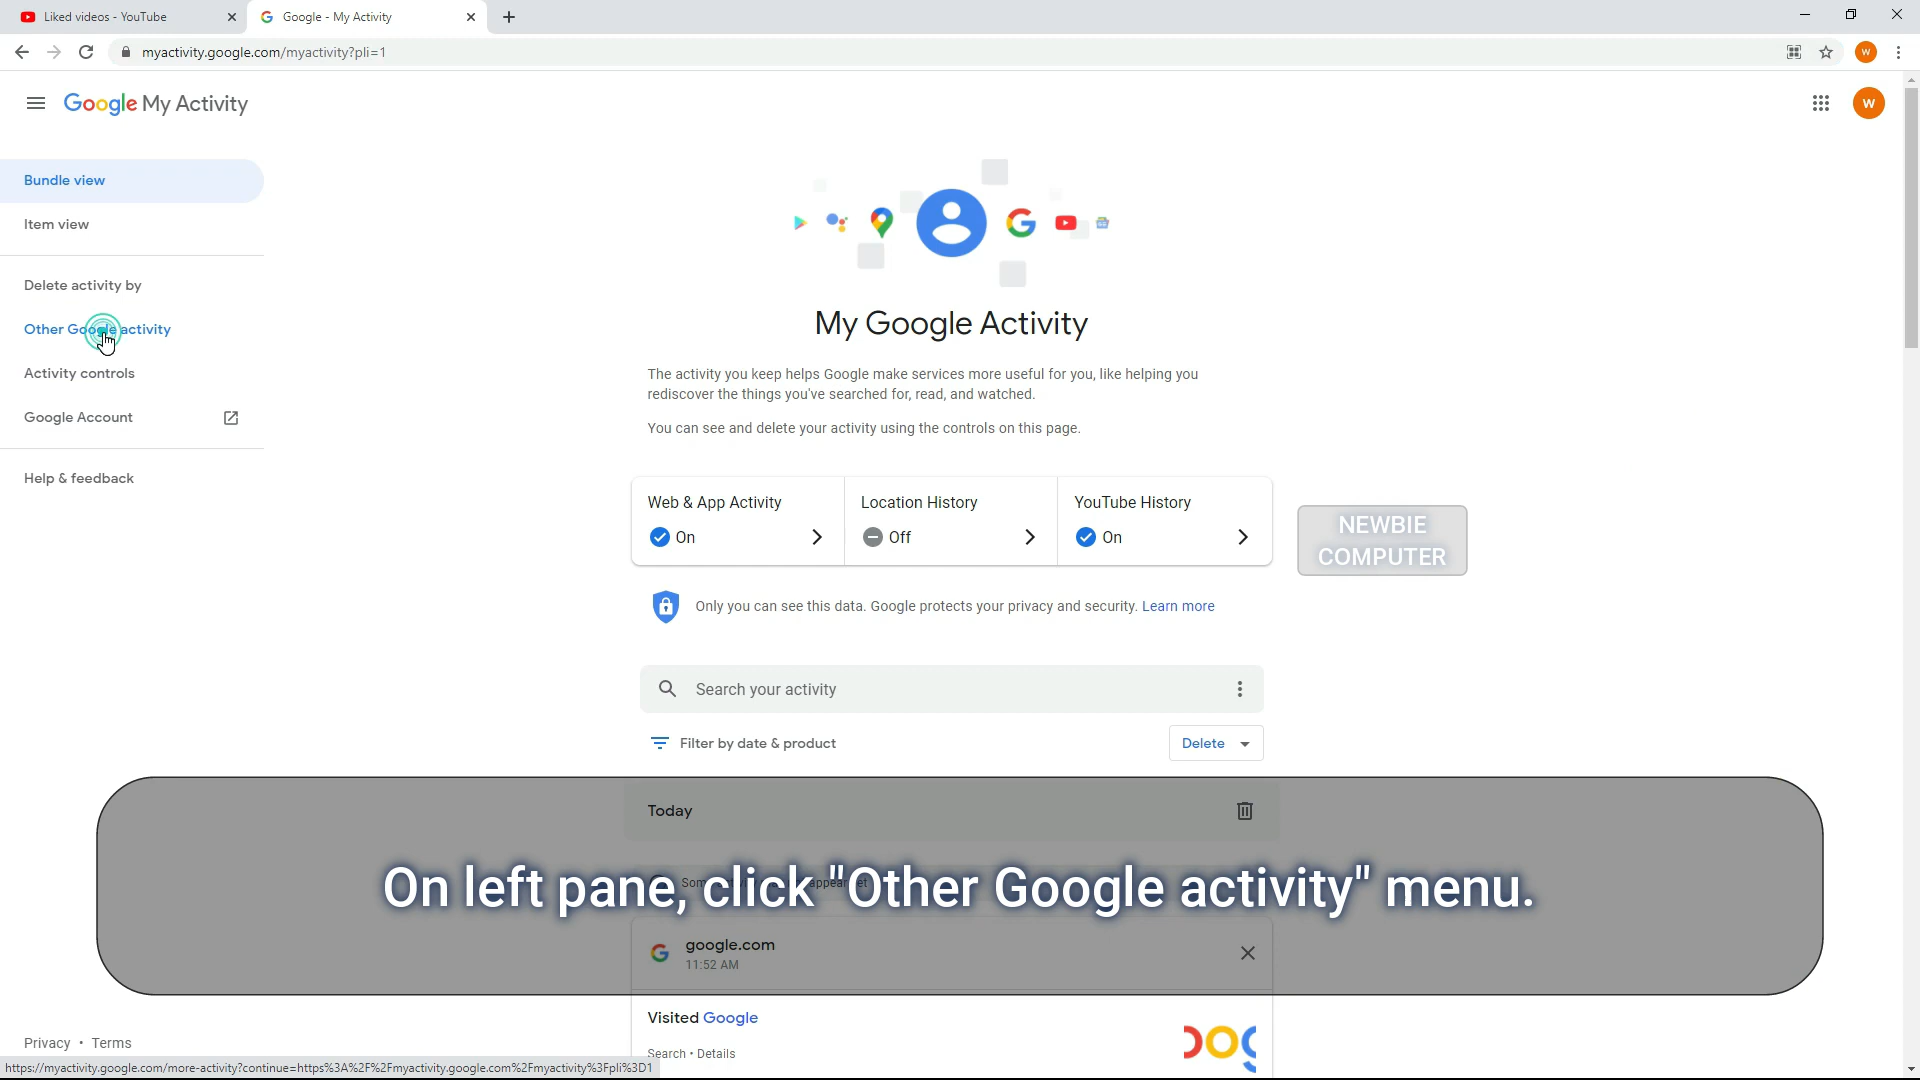 Liked videos - YouTube
Google - My Activity
myactivity.google.com/myactivity?pli=1
W
Google My Activity
W
Bundle view
Item view
Delete activity by
Other Google activity
Activity controls
Google Account
Help & feedback
My Google Activity
The activity you keep helps Google make services more useful for you, like helping you
rediscover the things you've searched for, read, and watched.
You can see and delete your activity using the controls on this page.
Web & App Activity
On
Location History
Off
YouTube History
On
NEWBIE
COMPUTER
Only you can see this data. Google protects your privacy and security. Learn more
Search your activity
Filter by date & product
Delete
Today
On left pane, click "Other Google activity" menu.
google.com
11:52 AM
Visited Google
Search • Details
Privacy • Terms
https://myactivity.google.com/more-activity?continue=https%3A%2F%2Fmyactivity.google.com%2Fmyactivity%3Fpli%3D1